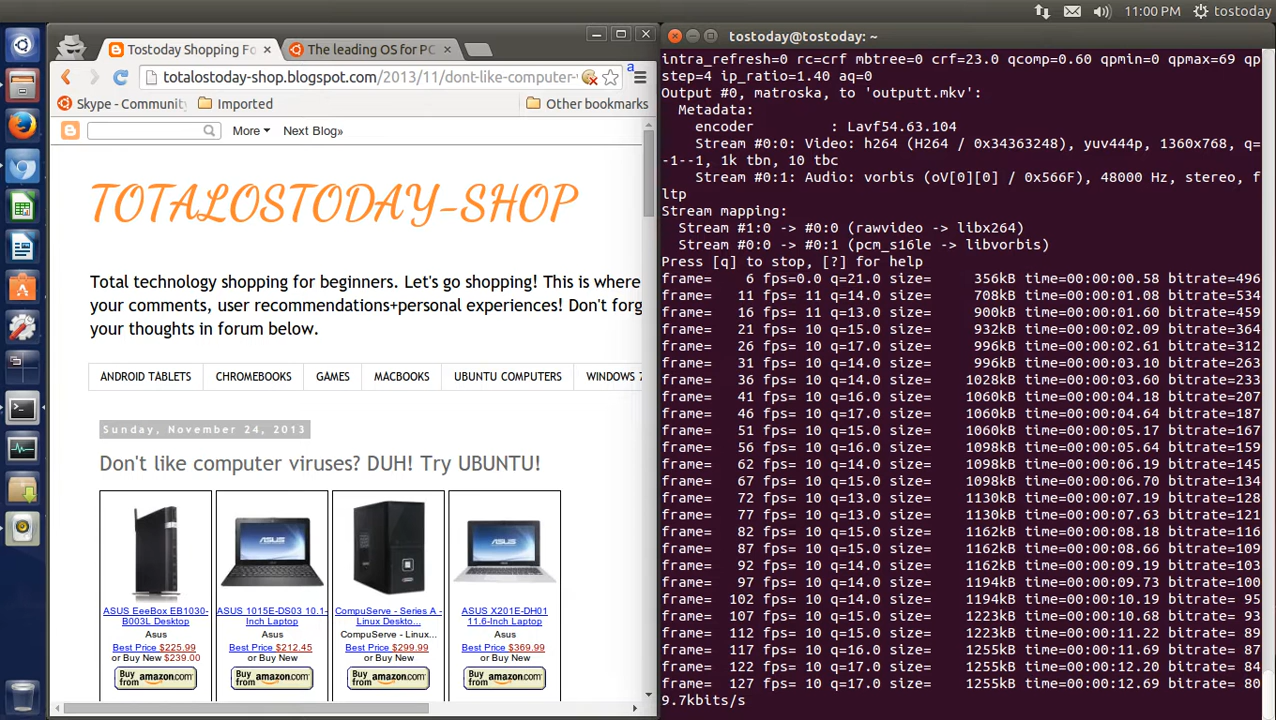 11:00 PM tostoday
Tostoday Shopping Fo
The leading OS for PC
totalostoday-shop.blogspot.com/2013/11/dont-like-computer-
Skype - Communit
Imported
Other bookmarks
More
Next Blog»
TOTALOSTODAY-SHOP
Total technology shopping for beginners. Let's go shopping! This is where
your comments, user recommendations+personal experiences! Don't forg
your thoughts in forum below.
ANDROID TABLETS CHROMEBOOKS GAMES MACBOOKS UBUNTU COMPUTERS WINDOWS 7
Sunday, November 24, 2013
Don't like computer viruses? DUH! Try UBUNTU!
ASUS
ASUS
ASUS EeeBox EB1030-
B003L Desktop
Asus
Best Price $225.99
or Buy New $239.00
Buy from amazon.com
ASUS 1015E-DS03 10.1-
Inch Laptop
Asus
Best Price $212.45
or Buy New
Buy from amazon.com
CompuServe - Series A -
Linux Deskto...
CompuServe - Linux...
Best Price $299.99
or Buy New
Buy from amazon.com
ASUS X201E-DH01
11.6-Inch Laptop
Asus
Best Price $369.99
or Buy New
Buy from amazon.com
tostoday@tostoday: ~
intra_refresh=0 rc=crf mbtree=0 crf=23.0 qcomp=0.60 qpmin=0 qpmax=69 qp
step=4 ip_ratio=1.40 aq=0
Output #0, matroska, to 'outputt.mkv':
Metadata:
encoder : Lavf54.63.104
Stream #0:0: Video: h264 (H264 / 0x34363248), yuv444p, 1360x768, q=
-1--1, 1k tbn, 10 tbc
Stream #0:1: Audio: vorbis (oV[0][0] / 0x566F), 48000 Hz, stereo, f
ltp
Stream mapping:
Stream #1:0 -> #0:0 (rawvideo -> libx264)
Stream #0:0 -> #0:1 (pcm_s16le -> libvorbis)
Press [q] to stop, [?] for help
frame= 6 fps=0.0 q=21.0 size= 356kB time=00:00:00.58 bitrate=496
frame= 11 fps= 11 q=14.0 size= 708kB time=00:00:01.08 bitrate=534
frame= 16 fps= 11 q=13.0 size= 900kB time=00:00:01.60 bitrate=459
frame= 21 fps= 10 q=15.0 size= 932kB time=00:00:02.09 bitrate=364
frame= 26 fps= 10 q=17.0 size= 996kB time=00:00:02.61 bitrate=312
frame= 31 fps= 10 q=14.0 size= 996kB time=00:00:03.10 bitrate=263
frame= 36 fps= 10 q=14.0 size= 1028kB time=00:00:03.60 bitrate=233
frame= 41 fps= 10 q=16.0 size= 1060kB time=00:00:04.18 bitrate=207
frame= 46 fps= 10 q=17.0 size= 1060kB time=00:00:04.64 bitrate=187
frame= 51 fps= 10 q=15.0 size= 1060kB time=00:00:05.17 bitrate=167
frame= 56 fps= 10 q=15.0 size= 1098kB time=00:00:05.64 bitrate=159
frame= 62 fps= 10 q=14.0 size= 1098kB time=00:00:06.19 bitrate=145
frame= 67 fps= 10 q=15.0 size= 1098kB time=00:00:06.70 bitrate=134
frame= 72 fps= 10 q=13.0 size= 1130kB time=00:00:07.19 bitrate=128
frame= 77 fps= 10 q=13.0 size= 1130kB time=00:00:07.63 bitrate=121
frame= 82 fps= 10 q=15.0 size= 1162kB time=00:00:08.18 bitrate=116
frame= 87 fps= 10 q=15.0 size= 1162kB time=00:00:08.66 bitrate=109
frame= 92 fps= 10 q=14.0 size= 1162kB time=00:00:09.19 bitrate=103
frame= 97 fps= 10 q=14.0 size= 1194kB time=00:00:09.73 bitrate=100
frame= 102 fps= 10 q=14.0 size= 1194kB time=00:00:10.19 bitrate= 95
frame= 107 fps= 10 q=15.0 size= 1223kB time=00:00:10.68 bitrate= 93
frame= 112 fps= 10 q=15.0 size= 1223kB time=00:00:11.22 bitrate= 89
frame= 117 fps= 10 q=16.0 size= 1255kB time=00:00:11.69 bitrate= 87
frame= 122 fps= 10 q=17.0 size= 1255kB time=00:00:12.20 bitrate= 84
frame= 127 fps= 10 q=17.0 size= 1255kB time=00:00:12.69 bitrate= 80
9.7kbits/s